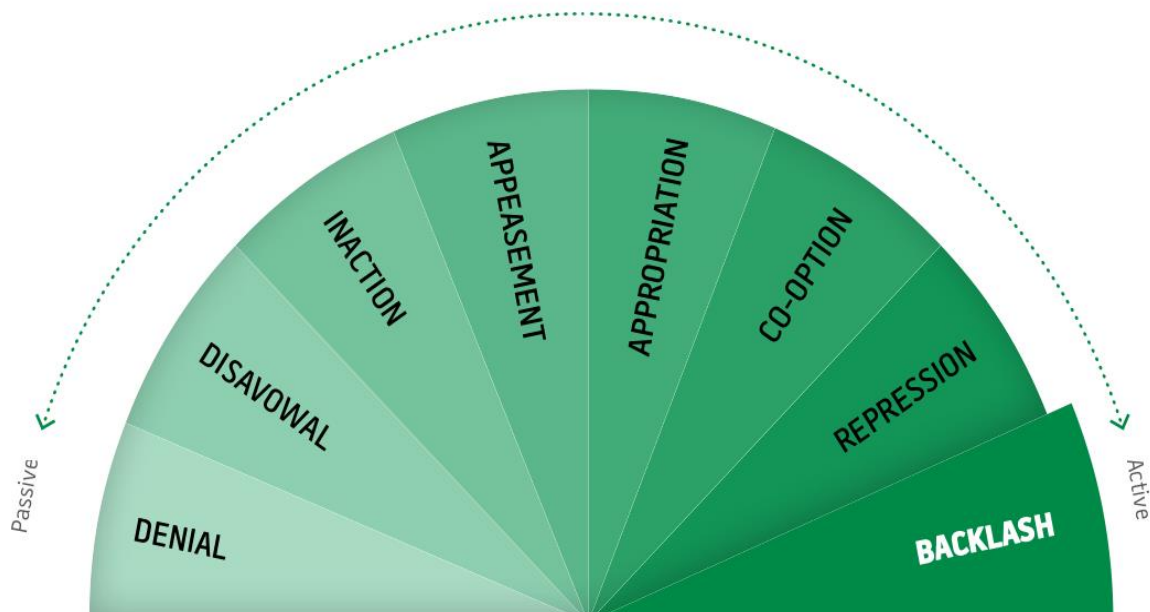 Passive
DENIAL
DISAVOWAL
INACTION
APPEASEMENT
APPROPRIATION
CO-OPTION
REPRESSION
BACKLASH
Active